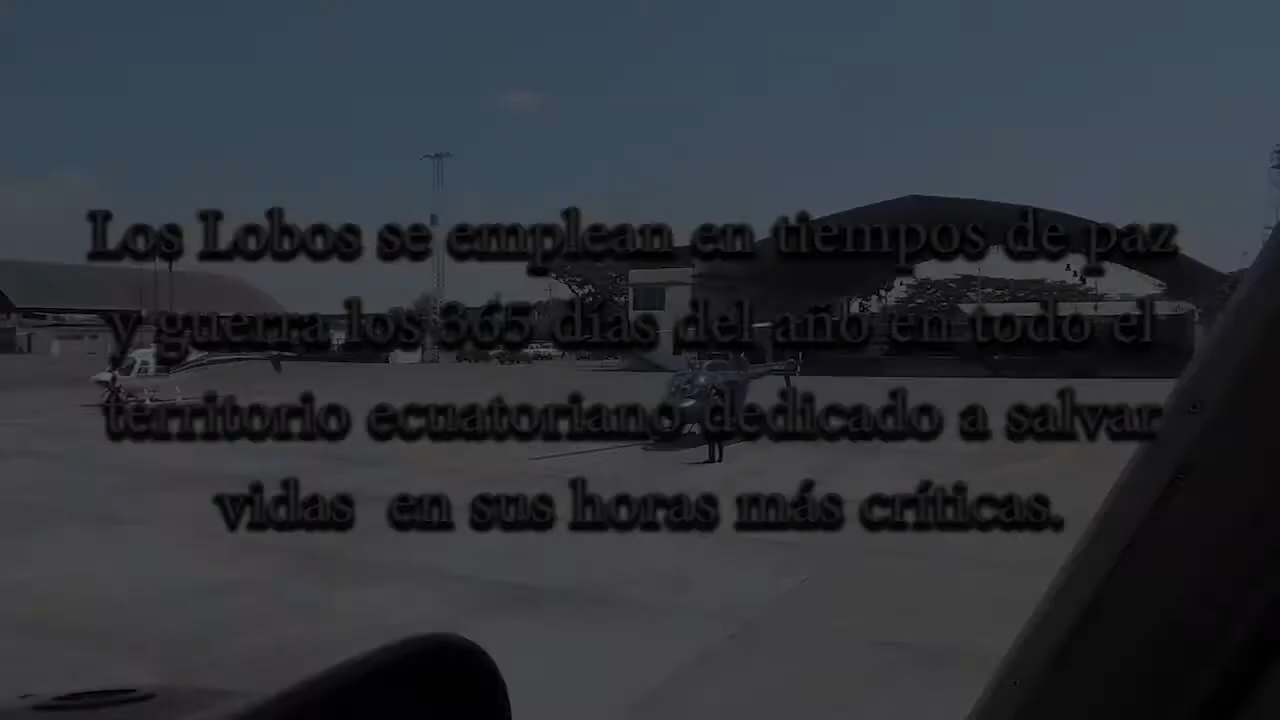 Los Lobos se emplean en tiempos de paz
y guerra los 365 días del año en todo el
territorio ecuatoriano dedicado a salvar
vidas en sus horas más críticas.